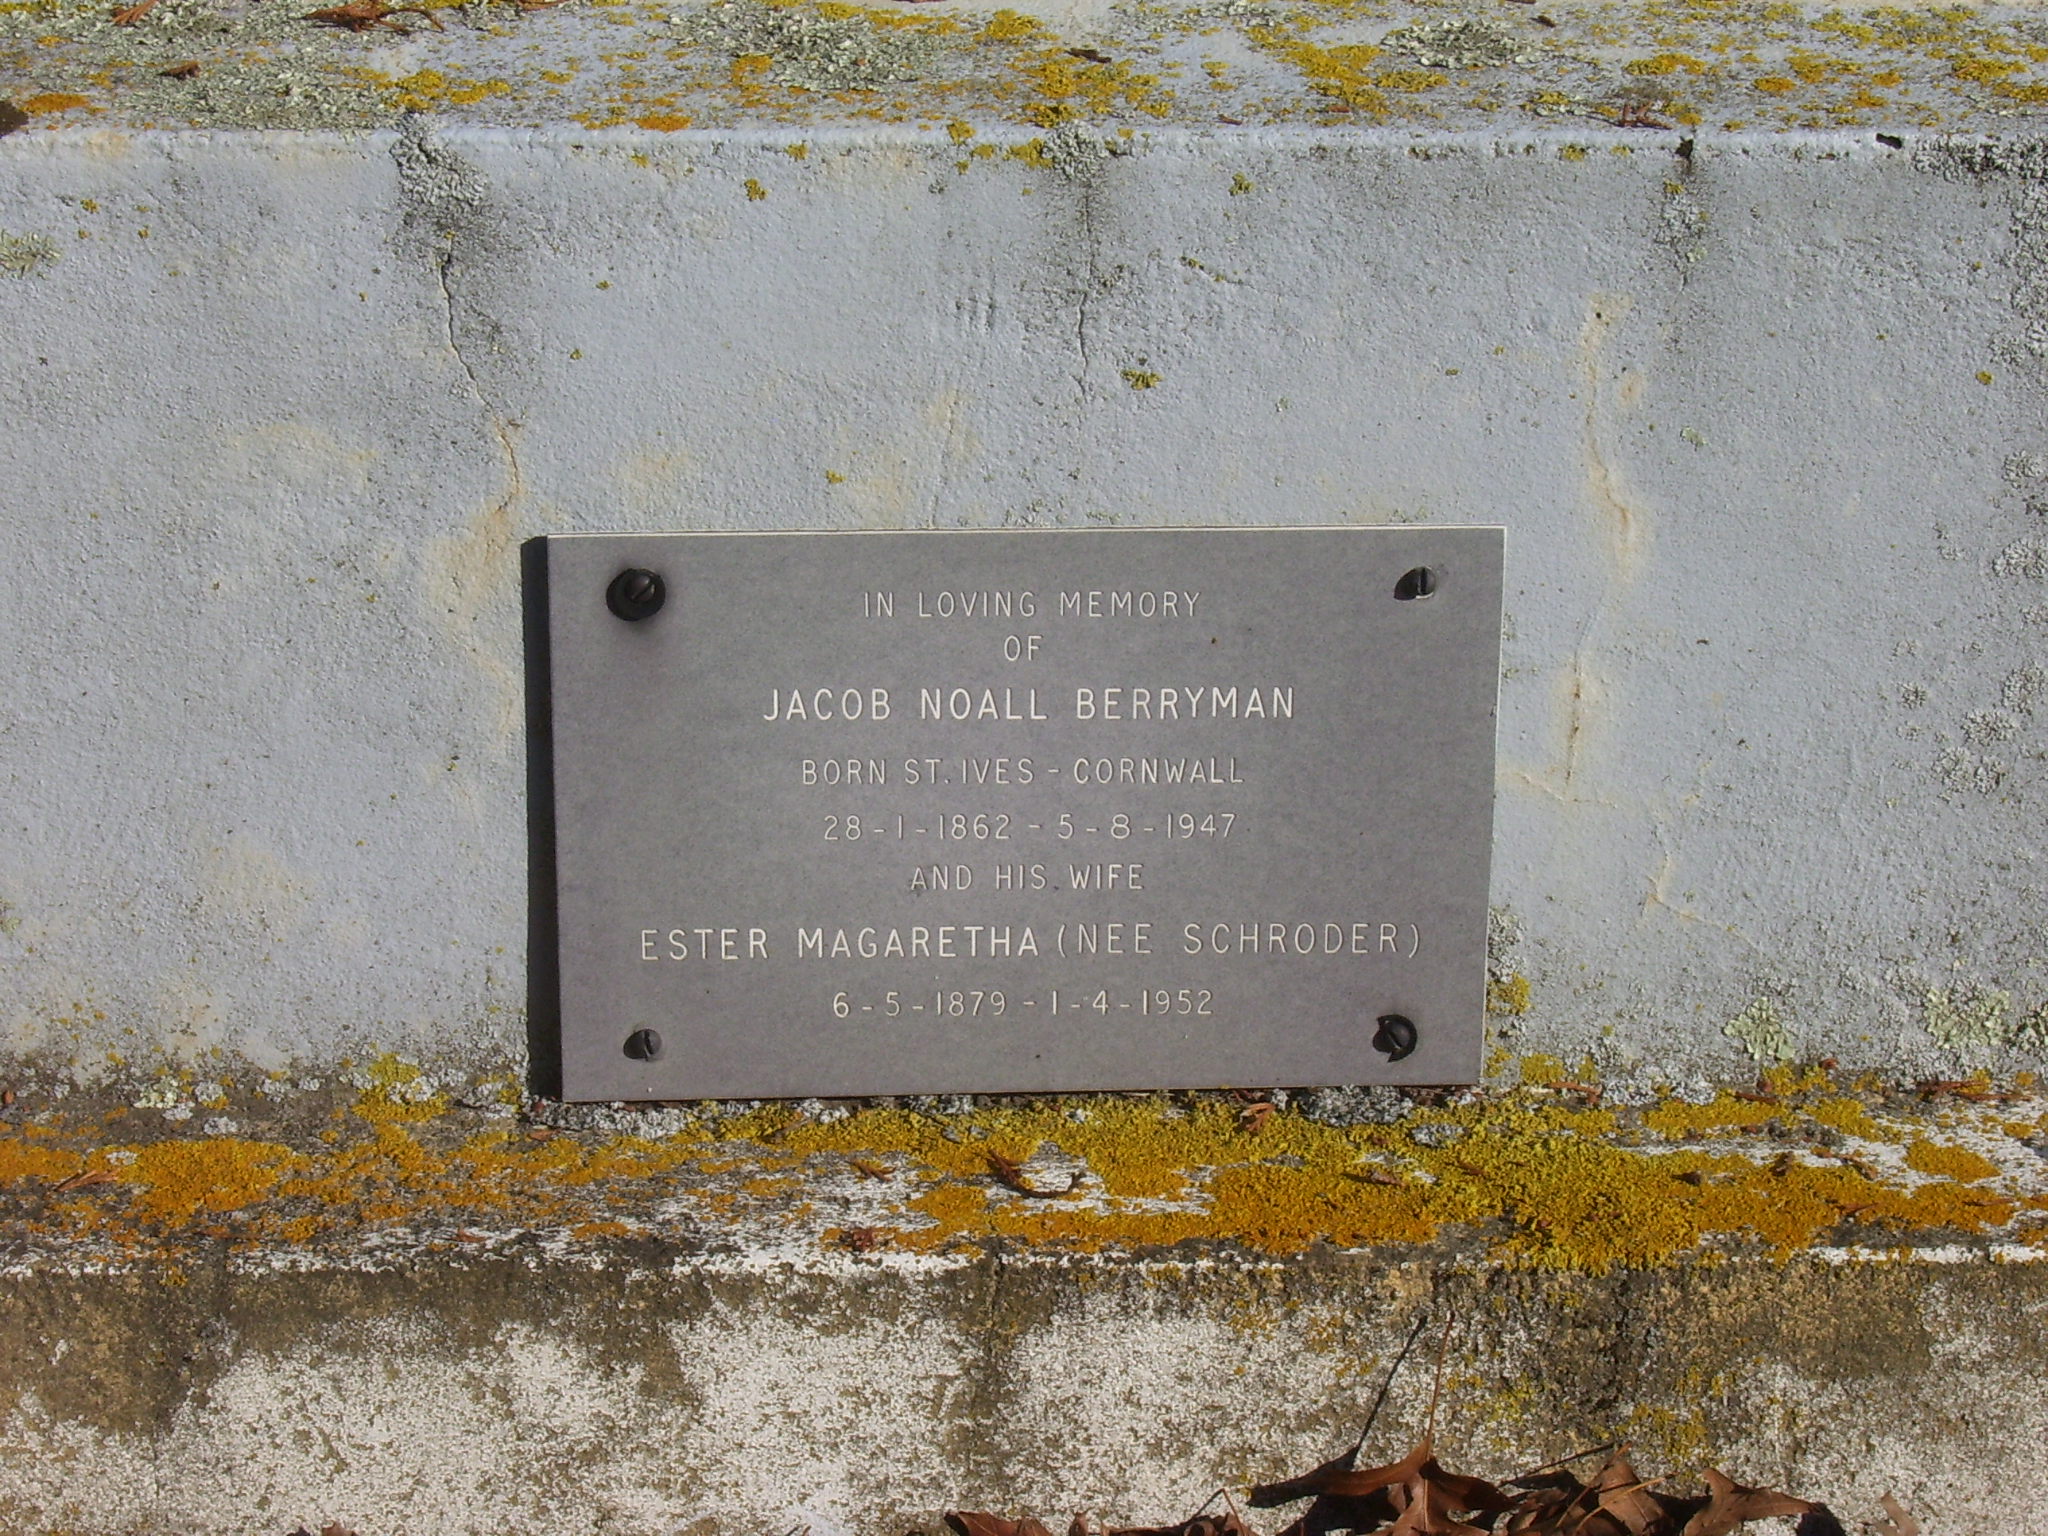 IN LOVING MEMORY
OF
JACOB NOALL BERRYMAN
BORN ST. IVES - CORNWALL
28-1-1862 - 5-8-1947
AND HIS WIFE
ESTER MAGARETHA (NEE SCHRODER)
6-5-1879 - 1-4-1952